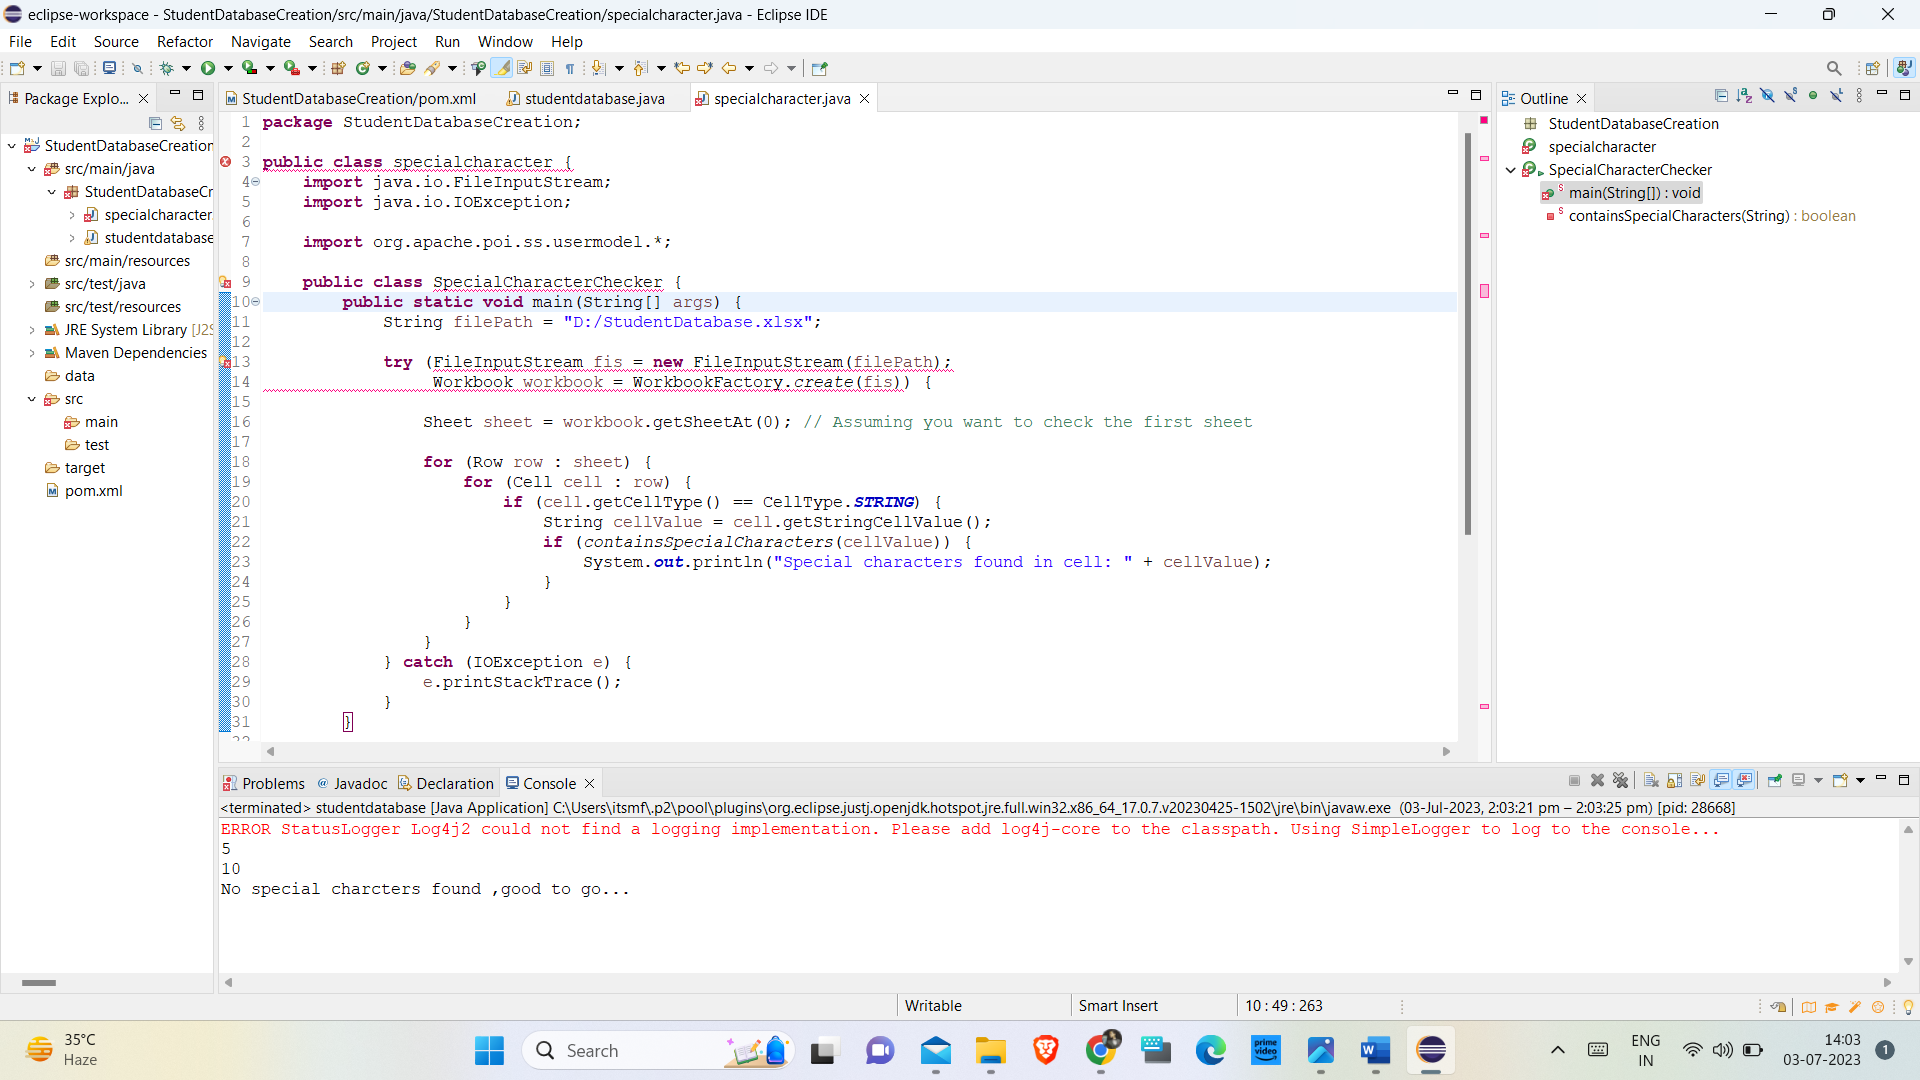 eclipse-workspace - StudentDatabaseCreation/src/main/java/StudentDatabaseCreation/specialcharacter.java - Eclipse IDE
File Edit Source Refactor Navigate Search Project Run Window Help
Package Explo...
StudentDatabaseCreation/pom.xml studentdatabase.java specialcharacter.java
Outline
StudentDatabaseCreation
src/main/java
StudentDatabaseCr
specialcharacter
studentdatabase
src/main/resources
src/test/java
src/test/resources
JRE System Library [J2S
Maven Dependencies
data
src
main
test
target
pom.xml
1 package StudentDatabaseCreation;
2
3 public class specialcharacter {
4 import java.io.FileInputStream;
5 import java.io.IOException;
6
7 import org.apache.poi.ss.usermodel.*;
8
9 public class SpecialCharacterChecker {
10 public static void main(String[] args) {
11 String filePath = "D:/StudentDatabase.xlsx";
12
13 try (FileInputStream fis = new FileInputStream(filePath);
14 Workbook workbook = WorkbookFactory.create(fis)) {
15
16 Sheet sheet = workbook.getSheetAt(0); // Assuming you want to check the first sheet
17
18 for (Row row : sheet) {
19 for (Cell cell : row) {
20 if (cell.getCellType() == CellType.STRING) {
21 String cellValue = cell.getStringCellValue();
22 if (containsSpecialCharacters(cellValue)) {
23 System.out.println("Special characters found in cell: " + cellValue);
24 }
25 }
26 }
27 }
28 } catch (IOException e) {
29 e.printStackTrace();
30 }
31 }
StudentDatabaseCreation
specialcharacter
SpecialCharacterChecker
main(String[]) : void
containsSpecialCharacters(String) : boolean
Problems @ Javadoc Declaration Console
<terminated> studentdatabase [Java Application] C:\Users\itsmf\.p2\pool\plugins\org.eclipse.justj.openjdk.hotspot.jre.full.win32.x86_64_17.0.7.v20230425-1502\jre\bin\javaw.exe (03-Jul-2023, 2:03:21 pm – 2:03:25 pm) [pid: 28668]
ERROR StatusLogger Log4j2 could not find a logging implementation. Please add log4j-core to the classpath. Using SimpleLogger to log to the console...
5
10
No special charcters found ,good to go...
Writable Smart Insert 10 : 49 : 263
35°C
Haze
Search
prime video
ENG
IN
14:03
03-07-2023
1